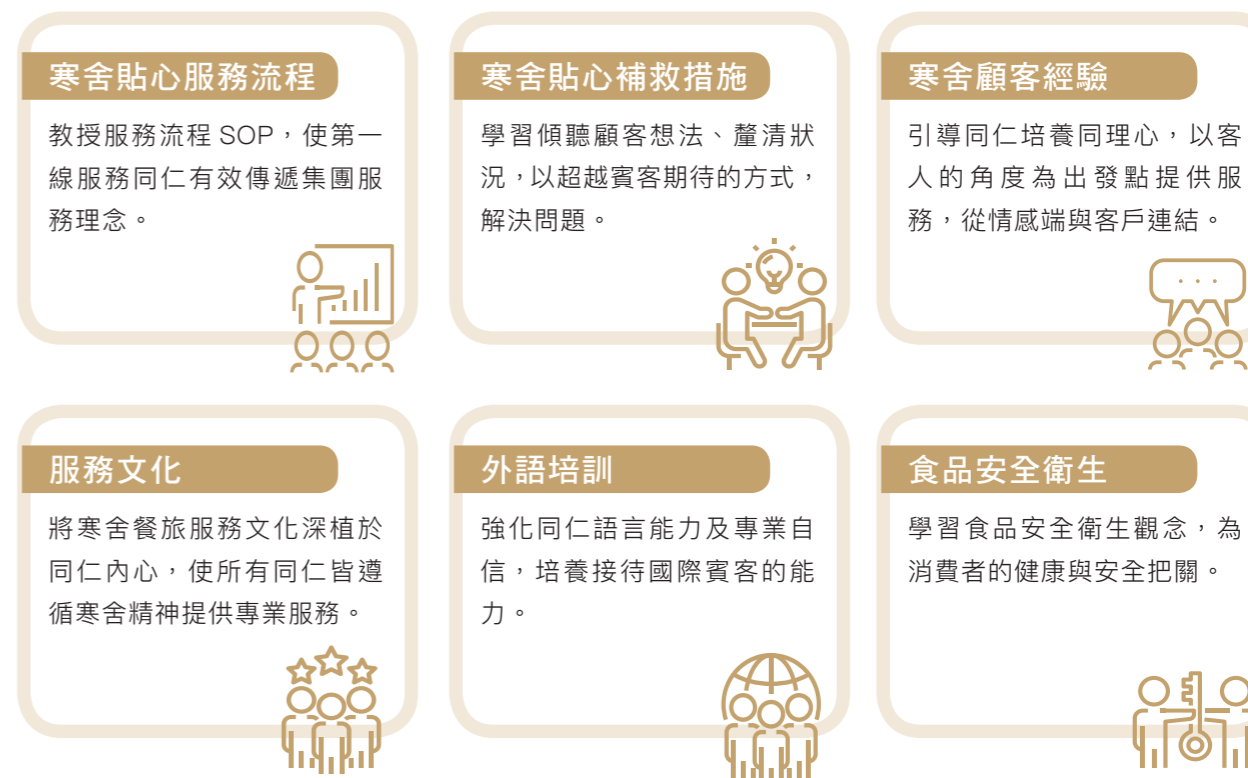 寒舍貼心服務流程
教授服務流程 SOP，使第一
線服務同仁有效傳遞集團服
務理念。
寒舍貼心補救措施
學習傾聽顧客想法、釐清狀
況，以超越賓客期待的方式，
解決問題。
寒舍顧客經驗
引導同仁培養同理心，以客
人的角度為出發點提供服
務，從情感端與客戶連結。
服務文化
將寒舍餐旅服務文化深植於
同仁內心，使所有同仁皆遵
循寒舍精神提供專業服務。
外語培訓
強化同仁語言能力及專業自
信，培養接待國際賓客的能
力。
食品安全衛生
學習食品安全衛生觀念，為
消費者的健康與安全把關。